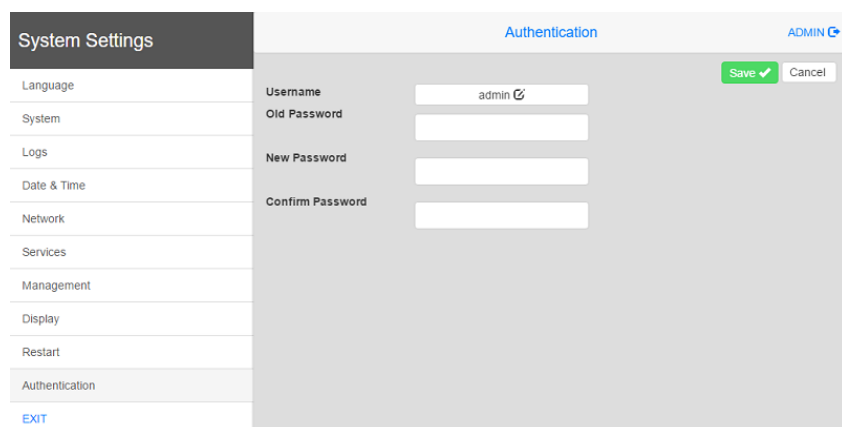 System Settings
Authentication
ADMIN
Save
Cancel
Language
System
Logs
Date & Time
Network
Services
Management
Display
Restart
Authentication
EXIT
Username
admin
Old Password
New Password
Confirm Password